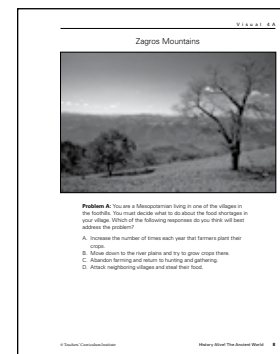 Visual 4A
Zagros Mountains
Problem A: You are a Mesopotamian living in one of the villages in
the foothills. You must decide what to do about the food shortages in
your village. Which of the following responses do you think will best
address the problem?
A. Increase the number of times each year that farmers plant their
crops.
B. Move down to the river plains and try to grow crops there.
C. Abandon farming and return to hunting and gathering.
D. Attack neighboring villages and steal their food.
© Teachers' Curriculum Institute
History Alive! The Ancient World